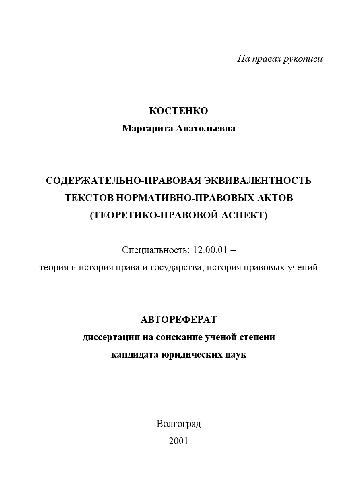 На правах рукописи
КОСТЕНКО
Маргарита Анатольевна
СОДЕРЖАТЕЛЬНО-ПРАВОВАЯ ЭКВИВАЛЕНТНОСТЬ
ТЕКСТОВ НОРМАТИВНО-ПРАВОВЫХ АКТОВ
(ТЕОРЕТИКО-ПРАВОВОЙ АСПЕКТ)
Специальность: 12.00.01 –
теория и история права и государства; история правовых учений
АВТОРЕФЕРАТ
диссертации на соискание ученой степени
кандидата юридических наук
Волгоград
2001